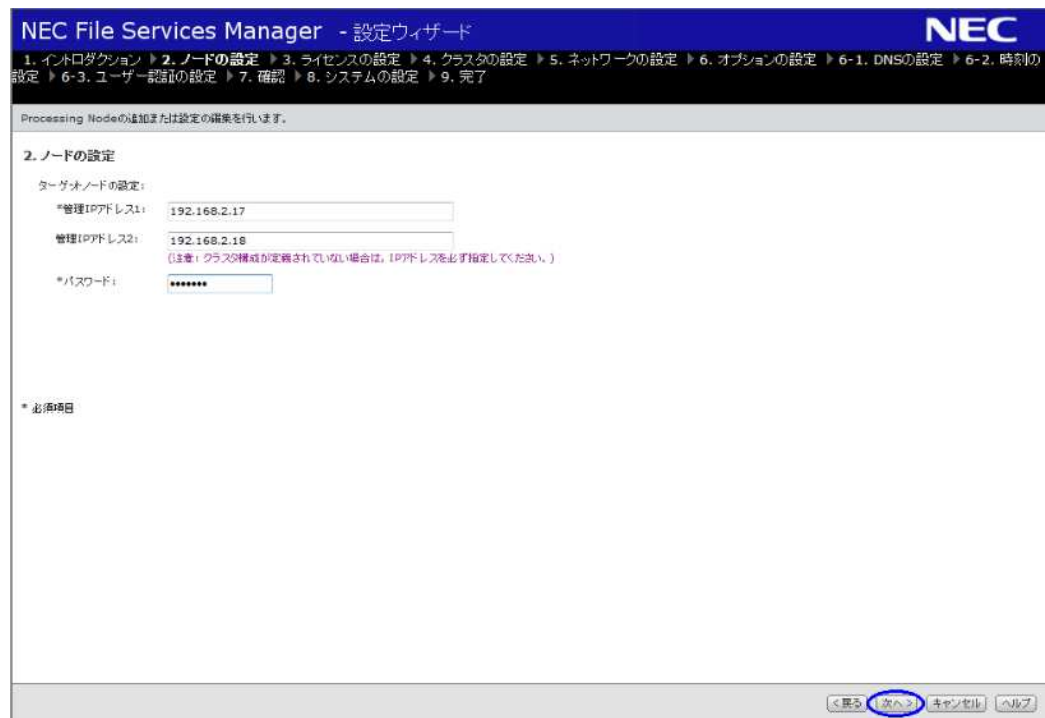 NEC File Services Manager - 設定ウィザード
NEC
1. イントロダクション ▶ 2. ノードの設定 ▶ 3. ライセンスの設定 ▶ 4. クラスタの設定 ▶ 5. ネットワークの設定 ▶ 6. オプションの設定 ▶ 6-1. DNSの設定 ▶ 6-2. 時刻の
設定 ▶ 6-3. ユーザー認証の設定 ▶ 7. 確認 ▶ 8. システムの設定 ▶ 9. 完了
Processing Nodeの追加または設定の編集を行います。
2. ノードの設定
ターゲットノードの設定:
*管理IPアドレス1: 192.168.2.17
管理IPアドレス2: 192.168.2.18
(注意: クラスタ構成が定義されていない場合は、IPアドレスを必ず指定してください。)
*パスワード: •••••••
* 必須項目
<戻る 次へ> キャンセル ヘルプ